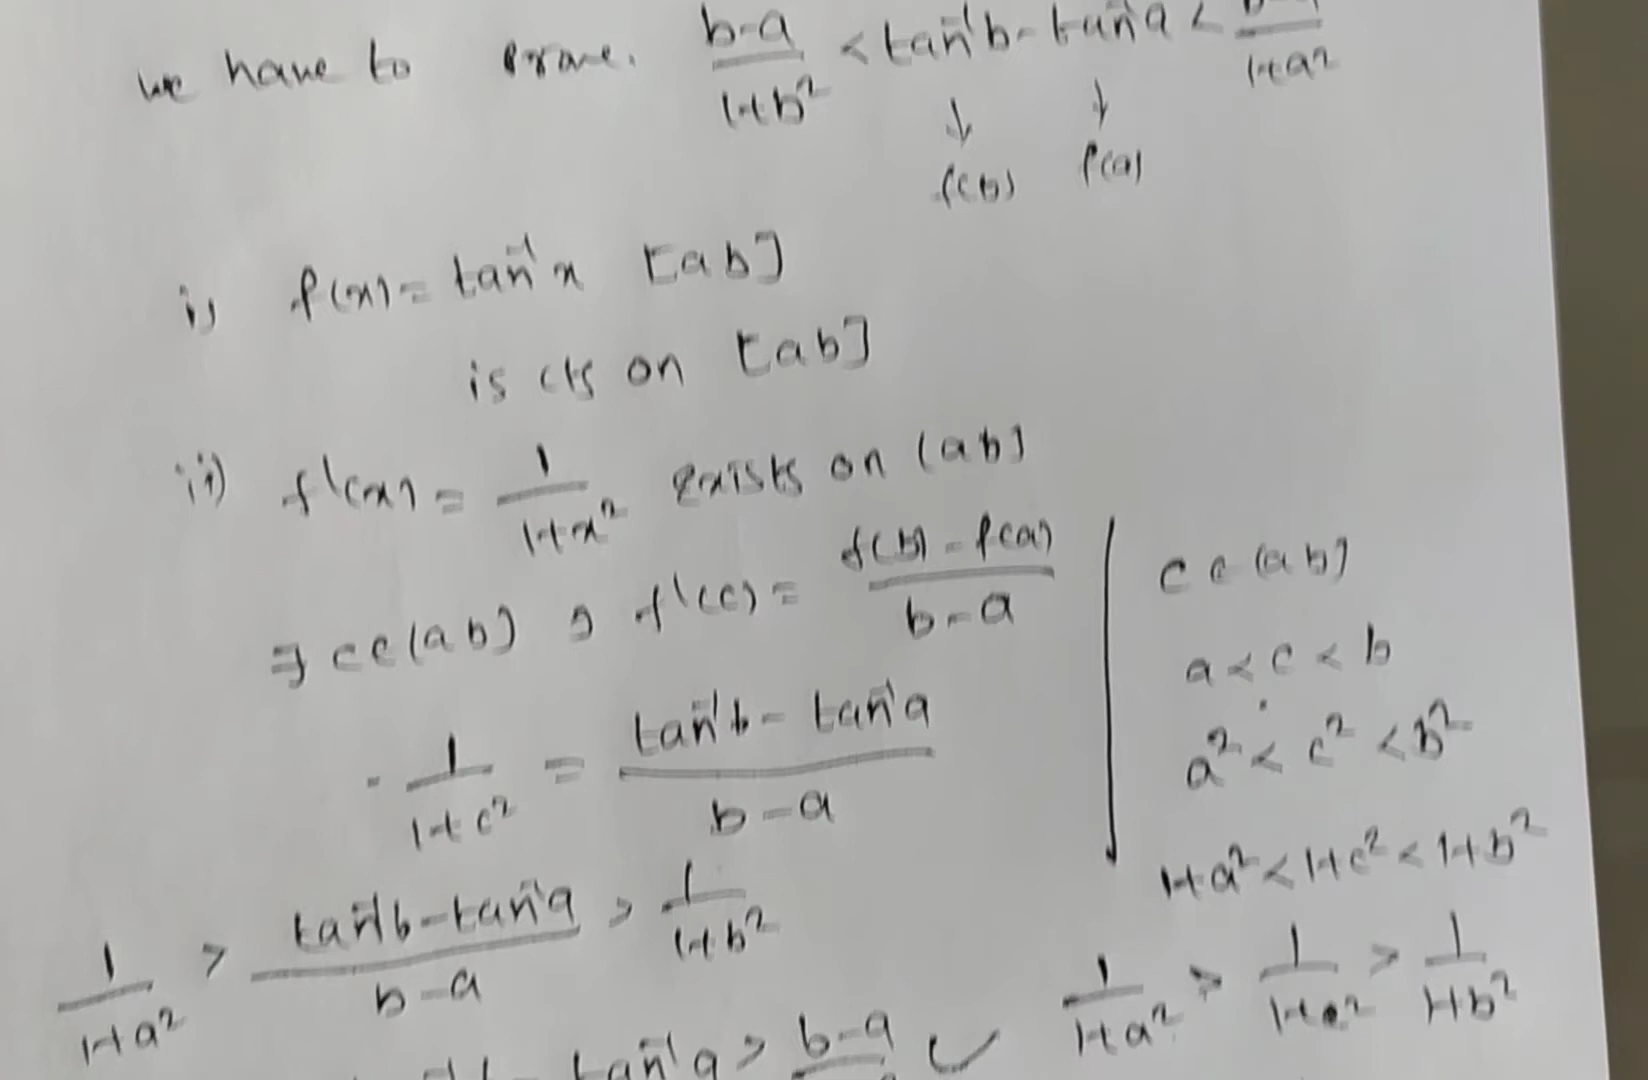 we have to prove. b-a/1+b² < tan⁻¹b - tan⁻¹a < b-a/1+a²
↓ ↓
f(b) f(a)
i) f(x) = tan⁻¹x [ab]
is cts on [ab]
ii) f'(x) = 1/1+x² exists on (ab)
∃ c∈(ab) ∋ f'(c) = f(b) - f(a)/b-a
1/1+c² = tan⁻¹b - tan⁻¹a/b-a
1/1+a² > tan⁻¹b - tan⁻¹a/b-a > 1/1+b²
tan⁻¹a > b-a
c∈(ab)
a < c < b
a² < c² < b²
1+a² < 1+c² < 1+b²
1/1+a² > 1/1+c² > 1/1+b²